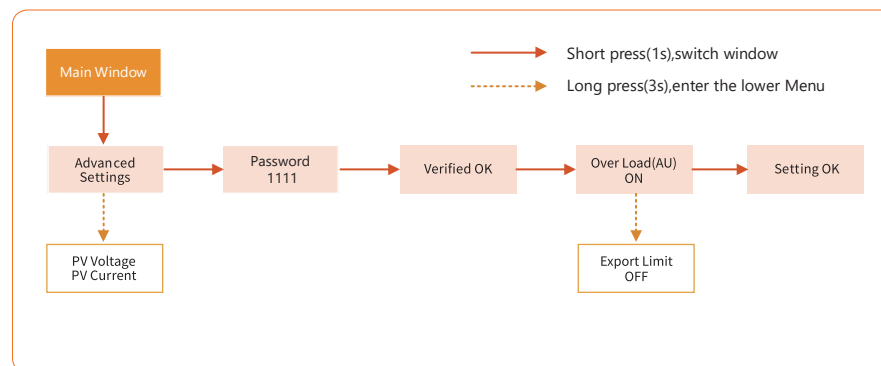 Short press(1s),switch window
Long press(3s),enter the lower Menu
Main Window
Advanced
Settings
Password
1111
Verified OK
Over Load(AU)
ON
Setting OK
PV Voltage
PV Current
Export Limit
OFF